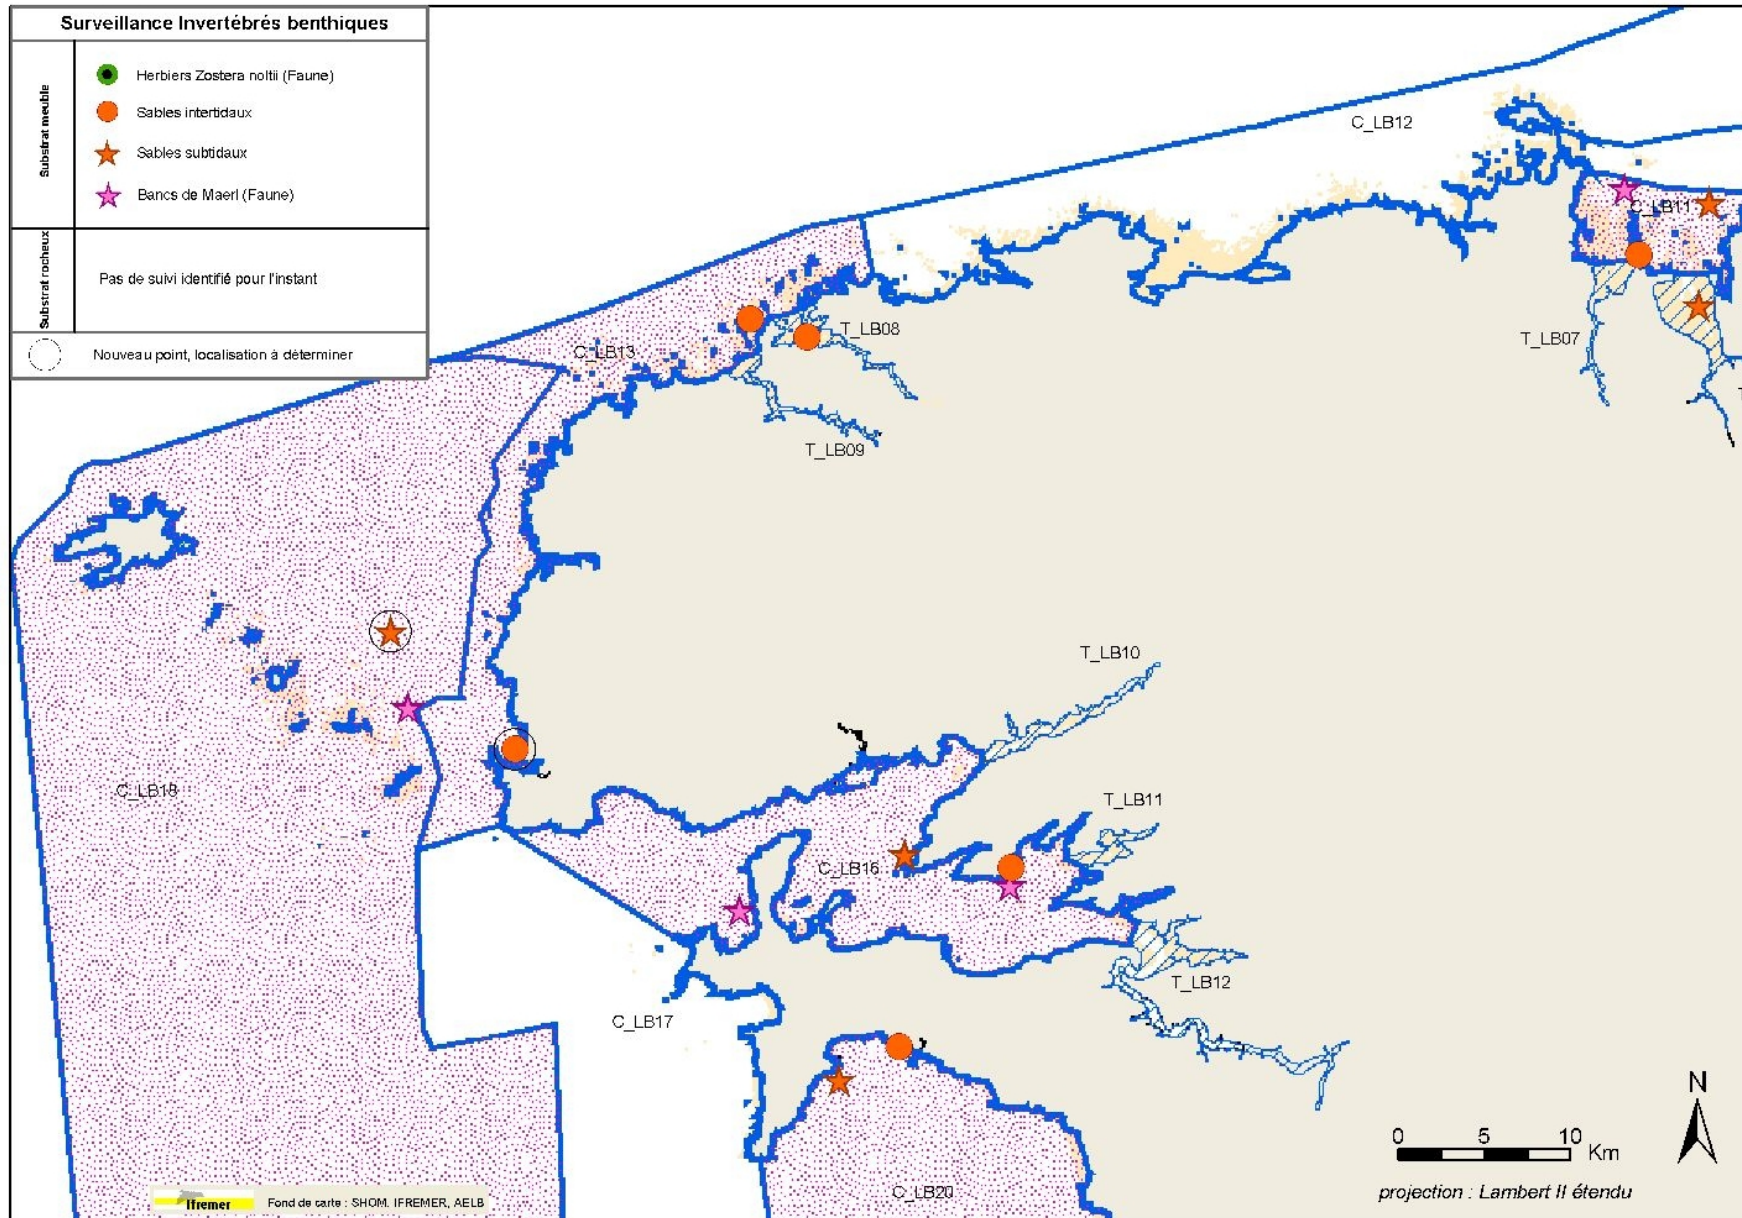 Surveillance Invertébrés benthiques
Substrat meuble
Herbiers Zostera noltii (Faune)
Sables intertidaux
Sables subtidaux
Bancs de Maerl (Faune)
Substrat rocheux
Pas de suivi identifié pour l'instant
Nouveau point, localisation à déterminer
C_LB12
C_LB11
T_LB08
T_LB07
C_LB13
T_LB09
T_LB10
C_LB18
T_LB11
C_LB16
T_LB12
C_LB17
C_LB20
N
0 5 10 Km
projection : Lambert II étendu
Ifremer
Fond de carte : SHOM, IFREMER, AELB